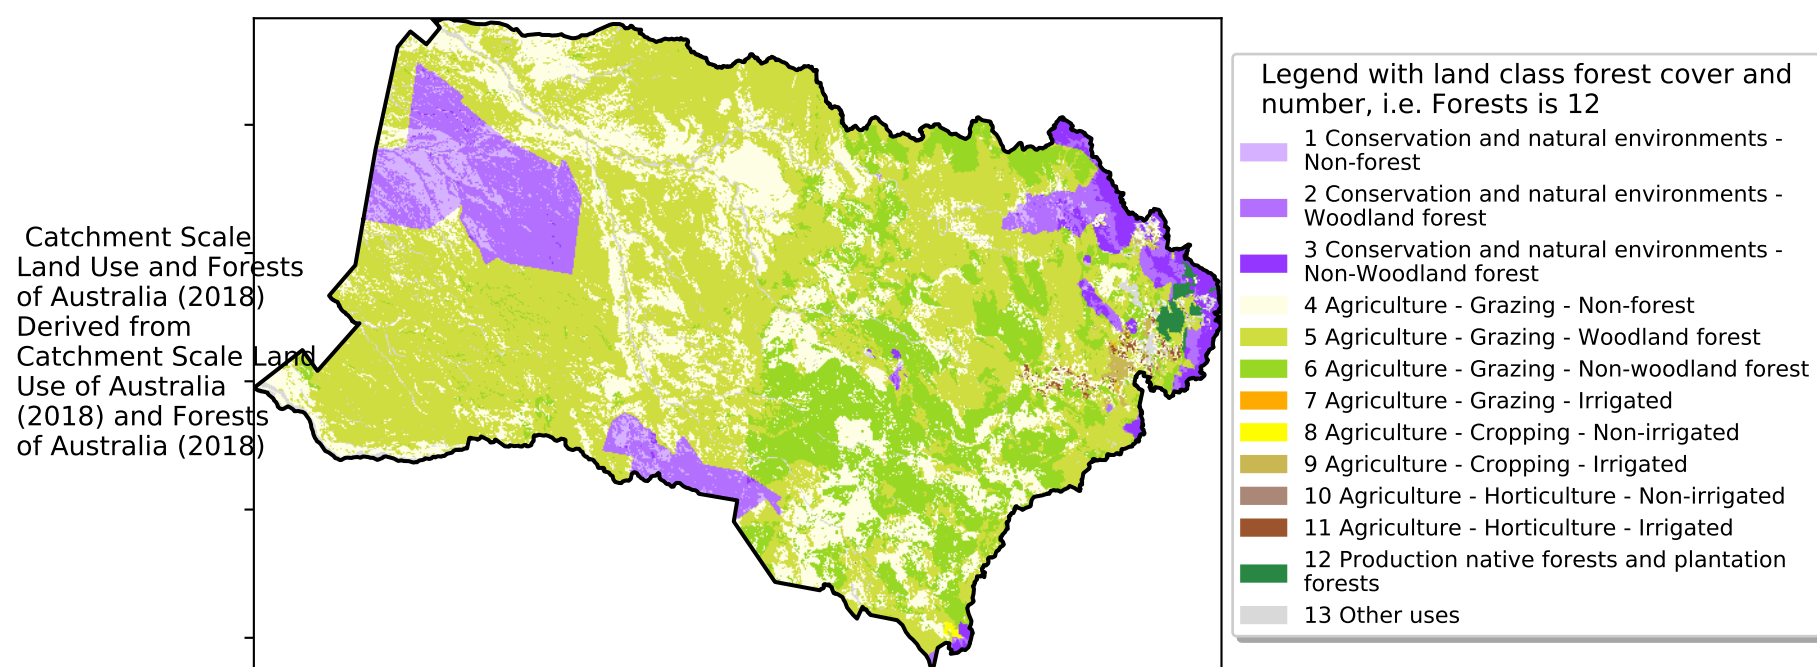 Catchment Scale
Land Use and Forests
of Australia (2018)
Derived from
Catchment Scale Land
Use of Australia
(2018) and Forests
of Australia (2018)
Legend with land class forest cover and
number, i.e. Forests is 12
1 Conservation and natural environments -
Non-forest
2 Conservation and natural environments -
Woodland forest
3 Conservation and natural environments -
Non-Woodland forest
4 Agriculture - Grazing - Non-forest
5 Agriculture - Grazing - Woodland forest
6 Agriculture - Grazing - Non-woodland forest
7 Agriculture - Grazing - Irrigated
8 Agriculture - Cropping - Non-irrigated
9 Agriculture - Cropping - Irrigated
10 Agriculture - Horticulture - Non-irrigated
11 Agriculture - Horticulture - Irrigated
12 Production native forests and plantation
forests
13 Other uses